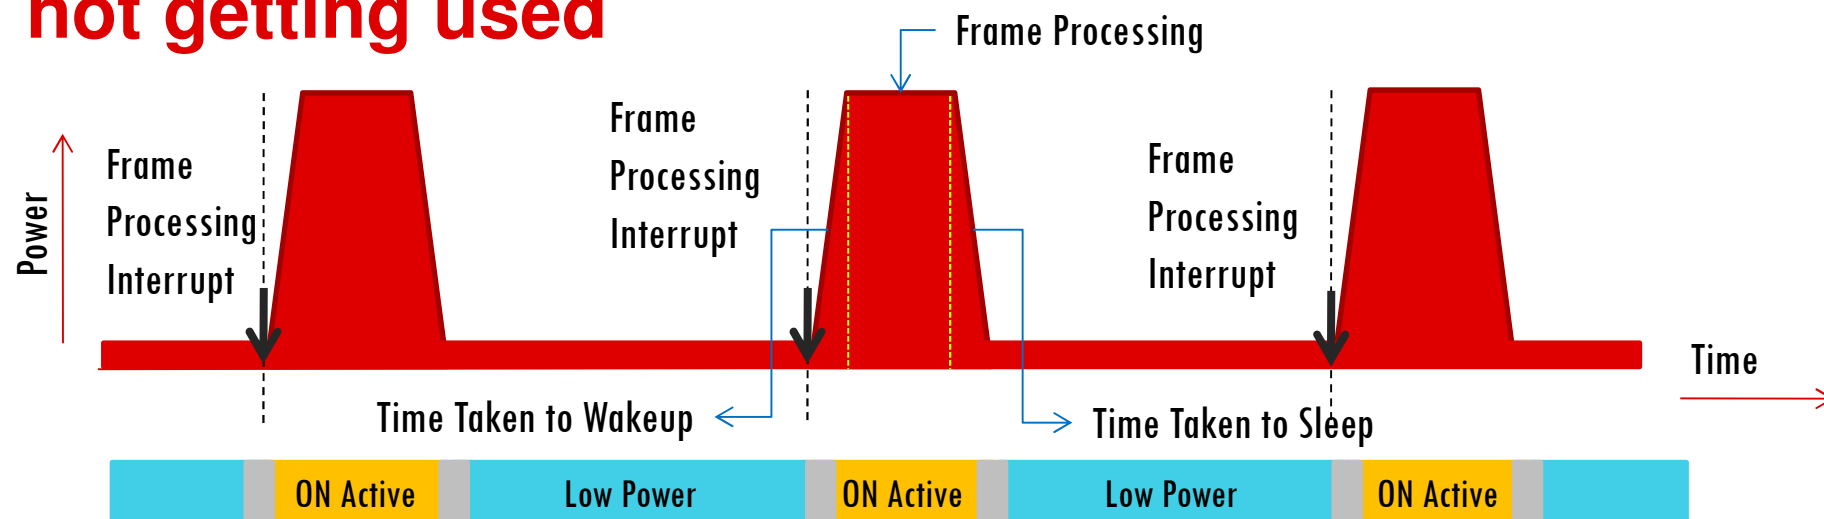 not getting used
Frame Processing
Frame
Processing
Interrupt
Frame
Processing
Interrupt
Frame
Processing
Interrupt
Power
Time
Time Taken to Wakeup
Time Taken to Sleep
ON Active
Low Power
ON Active
Low Power
ON Active